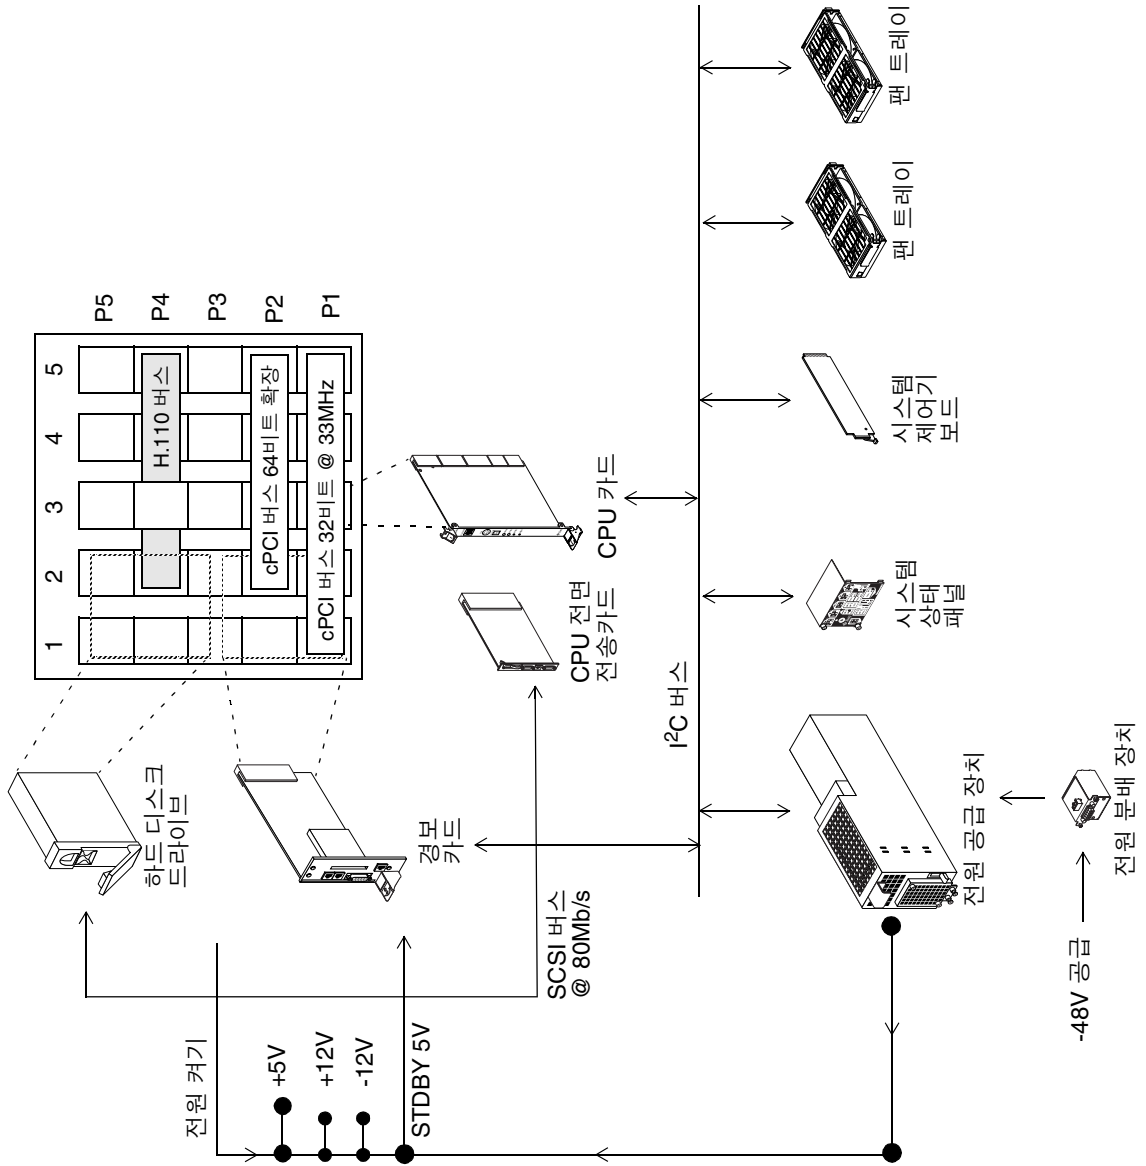 1
2
3
4
5
P5
P4
P3
P2
P1
H.110 버스
cPCI 버스 64비트 확장
cPCI 버스 32비트 @ 33MHz
하드 디스크
드라이브
경보
카드
CPU 전면
전송카드
CPU 카드
SCSI 버스
@ 80Mb/s
전원 켜기
+5V
+12V
-12V
STDBY 5V
I²C 버스
전원 공급 장치
시스템
상태
패널
시스템
제어기
보드
팬 트레이
팬 트레이
-48V 공급
전원 분배 장치